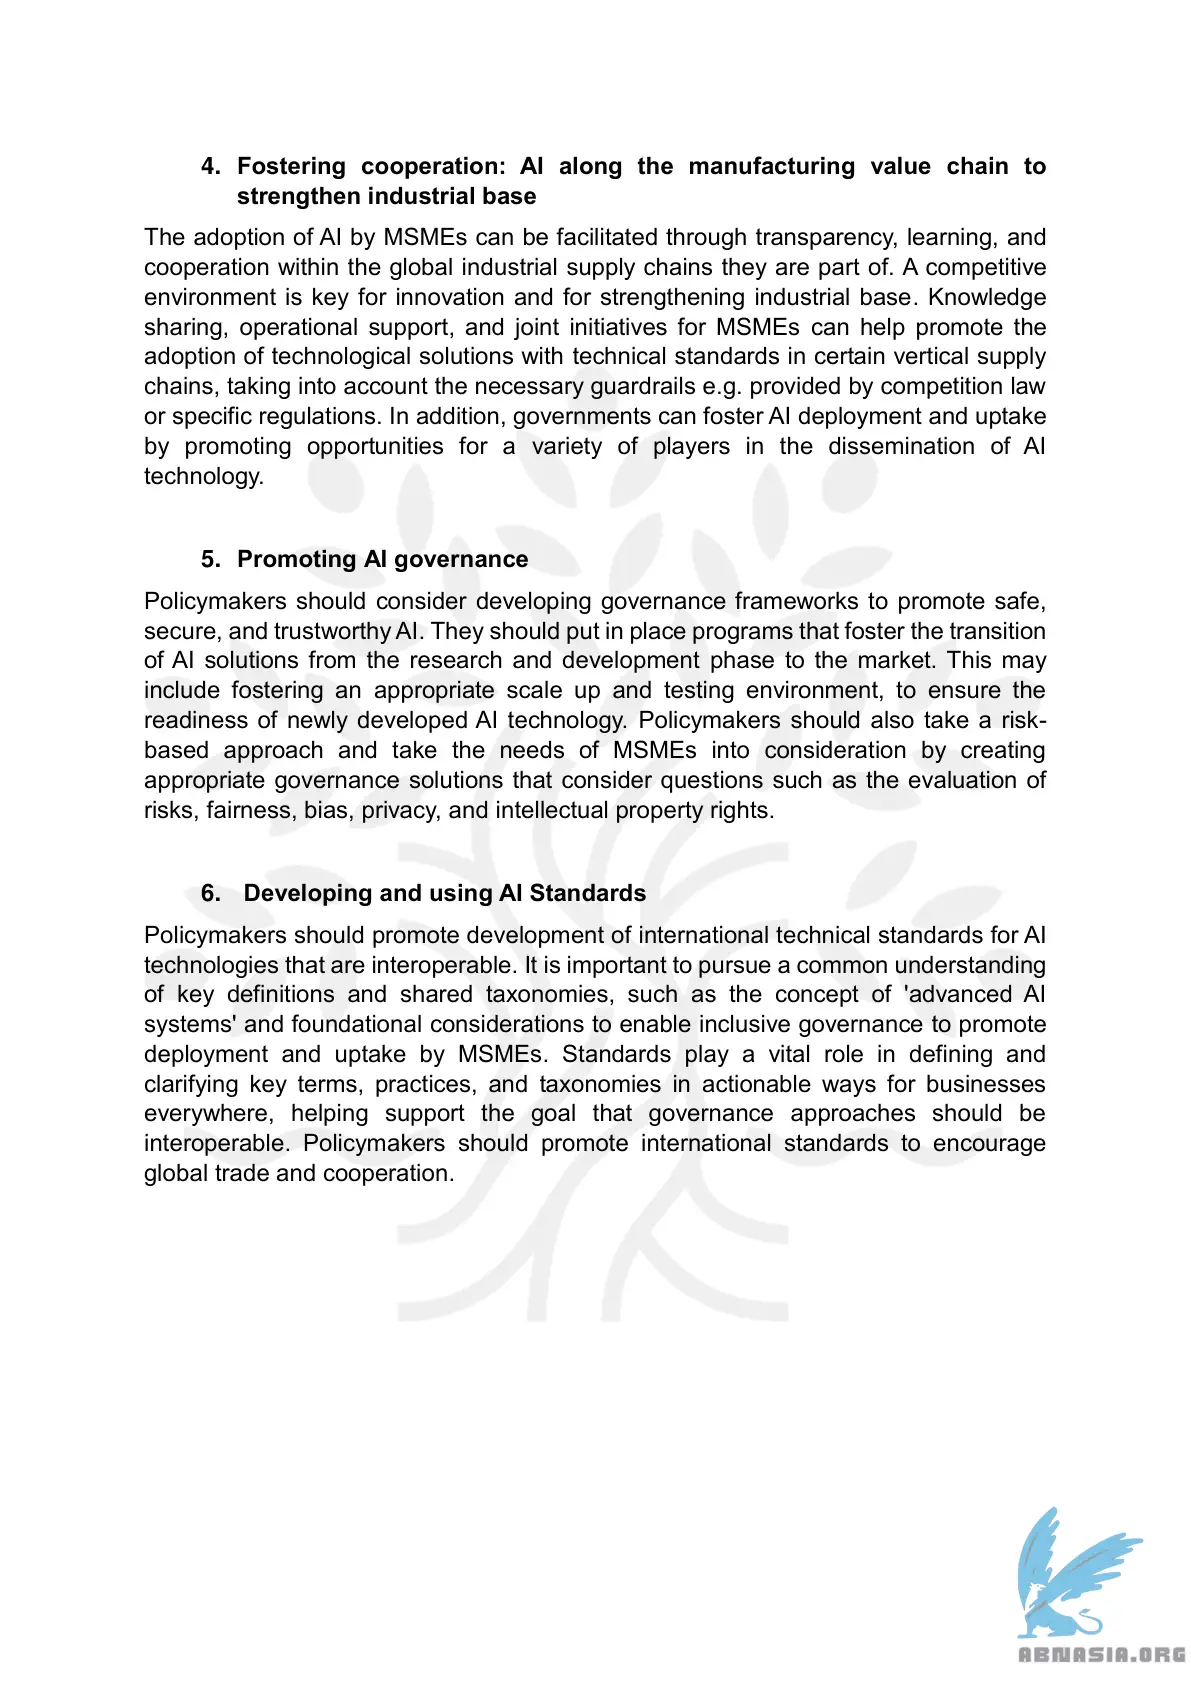 4. Fostering cooperation: AI along the manufacturing value chain to
strengthen industrial base
The adoption of AI by MSMEs can be facilitated through transparency, learning, and
cooperation within the global industrial supply chains they are part of. A competitive
environment is key for innovation and for strengthening industrial base. Knowledge
sharing, operational support, and joint initiatives for MSMEs can help promote the
adoption of technological solutions with technical standards in certain vertical supply
chains, taking into account the necessary guardrails e.g. provided by competition law
or specific regulations. In addition, governments can foster AI deployment and uptake
by promoting opportunities for a variety of players in the dissemination of AI
technology.
5. Promoting AI governance
Policymakers should consider developing governance frameworks to promote safe,
secure, and trustworthy AI. They should put in place programs that foster the transition
of AI solutions from the research and development phase to the market. This may
include fostering an appropriate scale up and testing environment, to ensure the
readiness of newly developed AI technology. Policymakers should also take a risk-
based approach and take the needs of MSMEs into consideration by creating
appropriate governance solutions that consider questions such as the evaluation of
risks, fairness, bias, privacy, and intellectual property rights.
6. Developing and using AI Standards
Policymakers should promote development of international technical standards for AI
technologies that are interoperable. It is important to pursue a common understanding
of key definitions and shared taxonomies, such as the concept of 'advanced AI
systems' and foundational considerations to enable inclusive governance to promote
deployment and uptake by MSMEs. Standards play a vital role in defining and
clarifying key terms, practices, and taxonomies in actionable ways for businesses
everywhere, helping support the goal that governance approaches should be
interoperable. Policymakers should promote international standards to encourage
global trade and cooperation.
ABNASIA.ORG